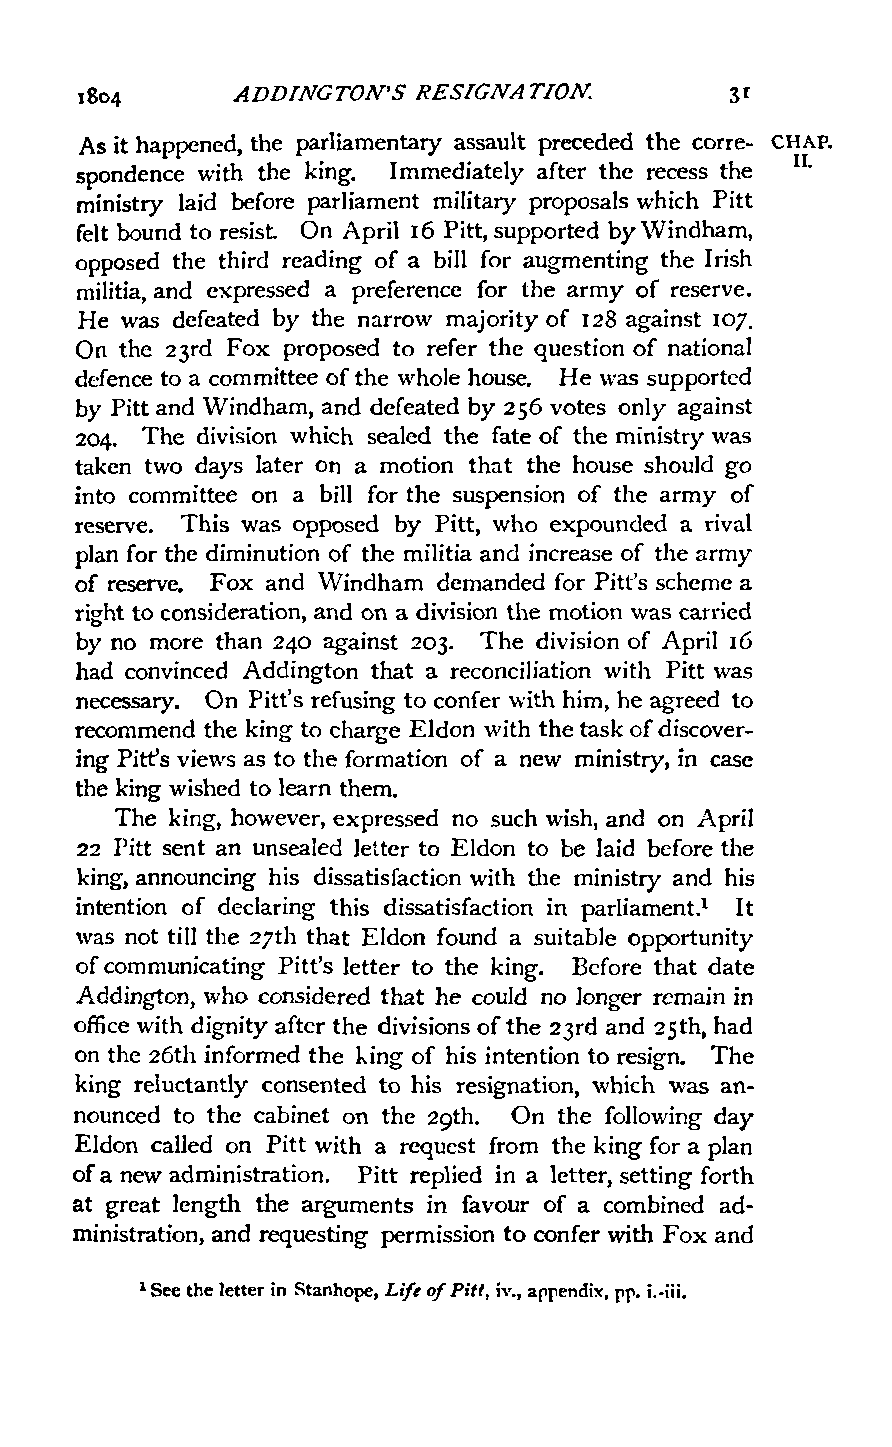 1804 ADDINGTON'S RESIGNATION. 31
As it happened, the parliamentary assault preceded the corre- CHAP.
spondence with the king. Immediately after the recess the II.
ministry laid before parliament military proposals which Pitt
felt bound to resist. On April 16 Pitt, supported by Windham,
opposed the third reading of a bill for augmenting the Irish
militia, and expressed a preference for the army of reserve.
He was defeated by the narrow majority of 128 against 107.
On the 23rd Fox proposed to refer the question of national
defence to a committee of the whole house. He was supported
by Pitt and Windham, and defeated by 256 votes only against
204. The division which sealed the fate of the ministry was
taken two days later on a motion that the house should go
into committee on a bill for the suspension of the army of
reserve. This was opposed by Pitt, who expounded a rival
plan for the diminution of the militia and increase of the army
of reserve. Fox and Windham demanded for Pitt's scheme a
right to consideration, and on a division the motion was carried
by no more than 240 against 203. The division of April 16
had convinced Addington that a reconciliation with Pitt was
necessary. On Pitt's refusing to confer with him, he agreed to
recommend the king to charge Eldon with the task of discover-
ing Pitt's views as to the formation of a new ministry, in case
the king wished to learn them.
The king, however, expressed no such wish, and on April
22 Pitt sent an unsealed letter to Eldon to be laid before the
king, announcing his dissatisfaction with the ministry and his
intention of declaring this dissatisfaction in parliament.¹ It
was not till the 27th that Eldon found a suitable opportunity
of communicating Pitt's letter to the king. Before that date
Addington, who considered that he could no longer remain in
office with dignity after the divisions of the 23rd and 25th, had
on the 26th informed the king of his intention to resign. The
king reluctantly consented to his resignation, which was an-
nounced to the cabinet on the 29th. On the following day
Eldon called on Pitt with a request from the king for a plan
of a new administration. Pitt replied in a letter, setting forth
at great length the arguments in favour of a combined ad-
ministration, and requesting permission to confer with Fox and
¹ See the letter in Stanhope, Life of Pitt, iv., appendix, pp. i.-iii.